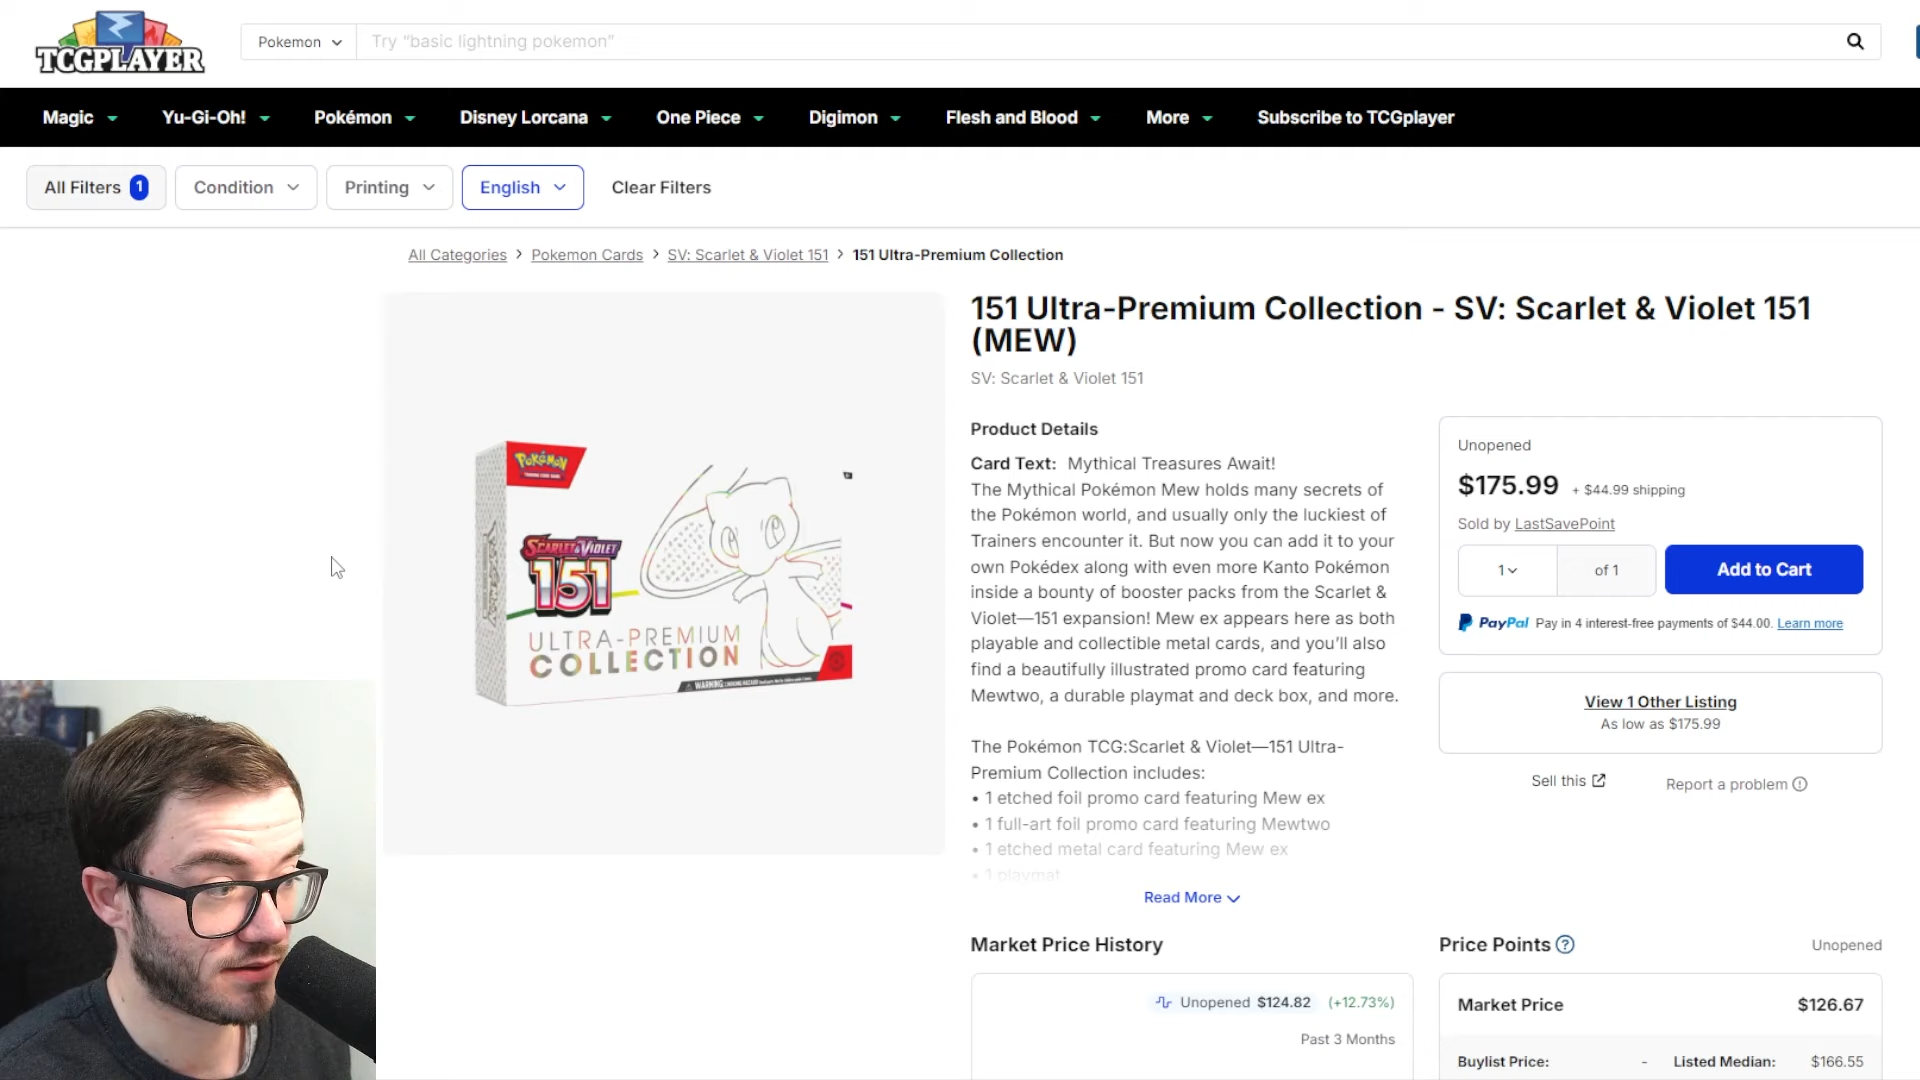 TCGPLAYER
Pokemon
Try “basic lightning pokemon”
Magic
Yu-Gi-Oh!
Pokémon
Disney Lorcana
One Piece
Digimon
Flesh and Blood
More
Subscribe to TCGplayer
All Filters 1
Condition
Printing
English
Clear Filters
All Categories > Pokemon Cards > SV: Scarlet & Violet 151 > 151 Ultra-Premium Collection
Pokémon
SCARLET & VIOLET
151
ULTRA-PREMIUM
COLLECTION
151 Ultra-Premium Collection - SV: Scarlet & Violet 151
(MEW)
SV: Scarlet & Violet 151
Product Details
Card Text: Mythical Treasures Await!
The Mythical Pokémon Mew holds many secrets of
the Pokémon world, and usually only the luckiest of
Trainers encounter it. But now you can add it to your
own Pokédex along with even more Kanto Pokémon
inside a bounty of booster packs from the Scarlet &
Violet—151 expansion! Mew ex appears here as both
playable and collectible metal cards, and you’ll also
find a beautifully illustrated promo card featuring
Mewtwo, a durable playmat and deck box, and more.
The Pokémon TCG:Scarlet & Violet—151 Ultra-
Premium Collection includes:
• 1 etched foil promo card featuring Mew ex
• 1 full-art foil promo card featuring Mewtwo
• 1 etched metal card featuring Mew ex
• 1 playmat
Read More
Unopened
$175.99 + $44.99 shipping
Sold by LastSavePoint
1 of 1
Add to Cart
PayPal Pay in 4 interest-free payments of $44.00. Learn more
View 1 Other Listing
As low as $175.99
Sell this
Report a problem
Market Price History
Unopened $124.82 (+12.73%)
Past 3 Months
Price Points ?
Unopened
Market Price $126.67
Buylist Price: - Listed Median: $166.55